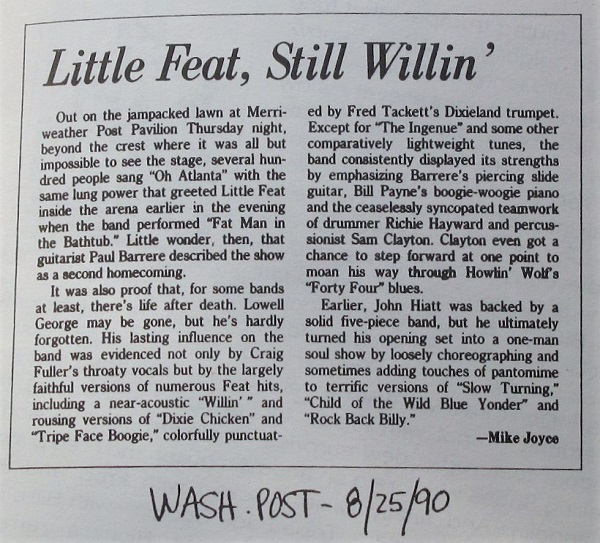 Little Feat, Still Willin’
Out on the jampacked lawn at Merri-
weather Post Pavilion Thursday night,
beyond the crest where it was all but
impossible to see the stage, several hun-
dred people sang “Oh Atlanta” with the
same lung power that greeted Little Feat
inside the arena earlier in the evening
when the band performed “Fat Man in
the Bathtub.” Little wonder, then, that
guitarist Paul Barrere described the show
as a second homecoming.
It was also proof that, for some bands
at least, there’s life after death. Lowell
George may be gone, but he’s hardly
forgotten. His lasting influence on the
band was evidenced not only by Craig
Fuller’s throaty vocals but by the largely
faithful versions of numerous Feat hits,
including a near-acoustic “Willin’ ” and
rousing versions of “Dixie Chicken” and
“Tripe Face Boogie,” colorfully punctuat-
ed by Fred Tackett’s Dixieland trumpet.
Except for “The Ingenue” and some other
comparatively lightweight tunes, the
band consistently displayed its strengths
by emphasizing Barrere’s piercing slide
guitar, Bill Payne’s boogie-woogie piano
and the ceaselessly syncopated teamwork
of drummer Richie Hayward and percus-
sionist Sam Clayton. Clayton even got a
chance to step forward at one point to
moan his way through Howlin’ Wolf’s
“Forty Four” blues.
Earlier, John Hiatt was backed by a
solid five-piece band, but he ultimately
turned his opening set into a one-man
soul show by loosely choreographing and
sometimes adding touches of pantomime
to terrific versions of “Slow Turning,”
“Child of the Wild Blue Yonder” and
“Rock Back Billy.”
—Mike Joyce
WASH. POST - 8/25/90